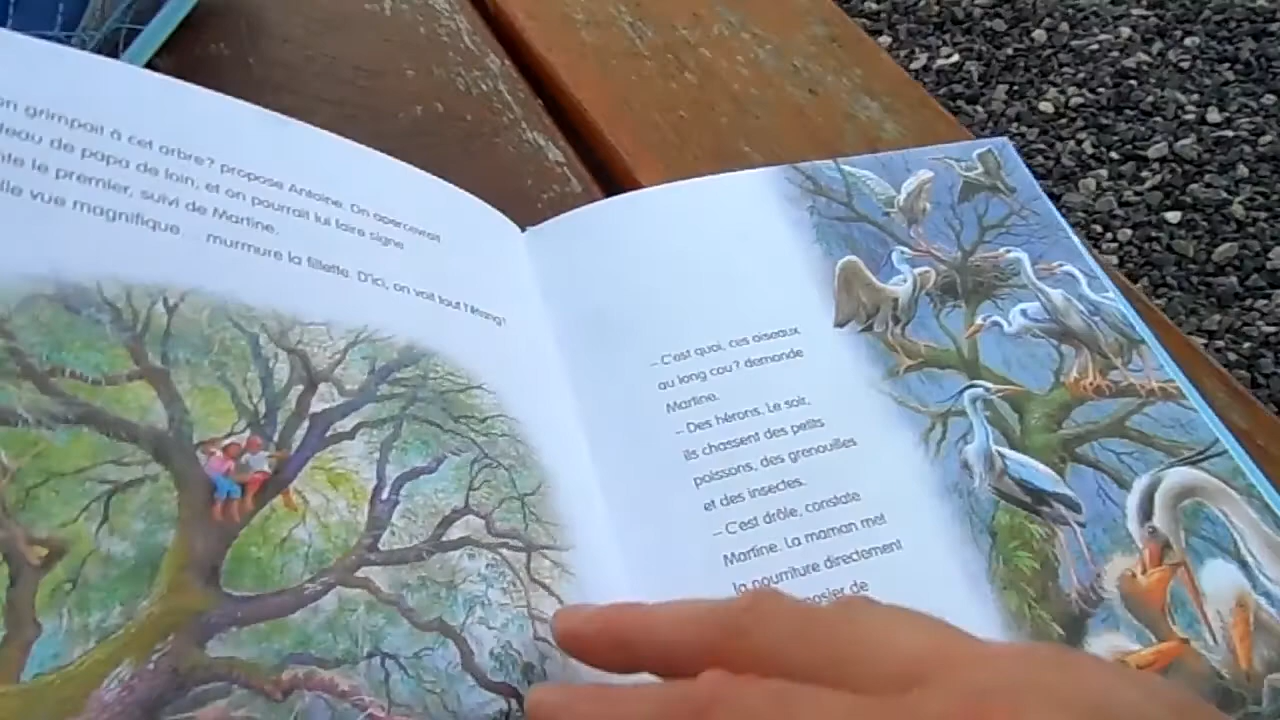 on grimpait à cet arbre? propose Antoine. On apercevrait
de papa de loin, et on pourrait lui faire signe
le premier, suivi de Martine.
vue magnifique... murmure la fillette. D'ici, on voit tout l'étang!
– C'est quoi, ces oiseaux
au long cou? demande
Martine.
– Des hérons. Le soir,
ils chassent des petits
poissons, des grenouilles
et des insectes.
– C'est drôle, constate
Martine. La maman met
la nourriture directement
gosier de